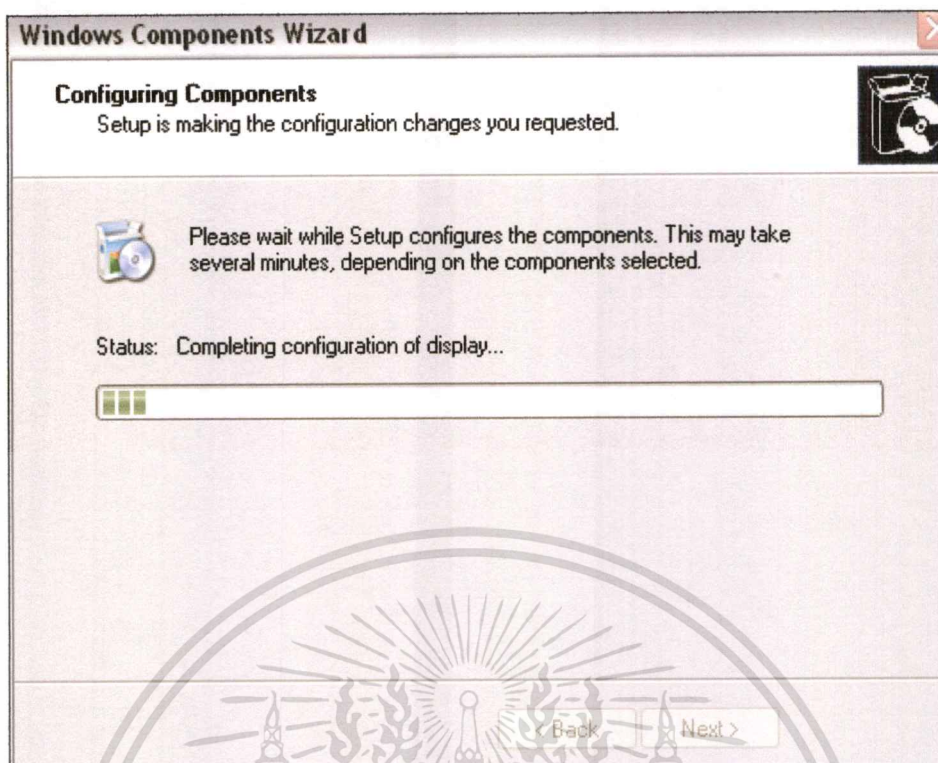 Windows Components Wizard
Configuring Components
Setup is making the configuration changes you requested.
Please wait while Setup configures the components. This may take
several minutes, depending on the components selected.
Status: Completing configuration of display...
< Back
Next >